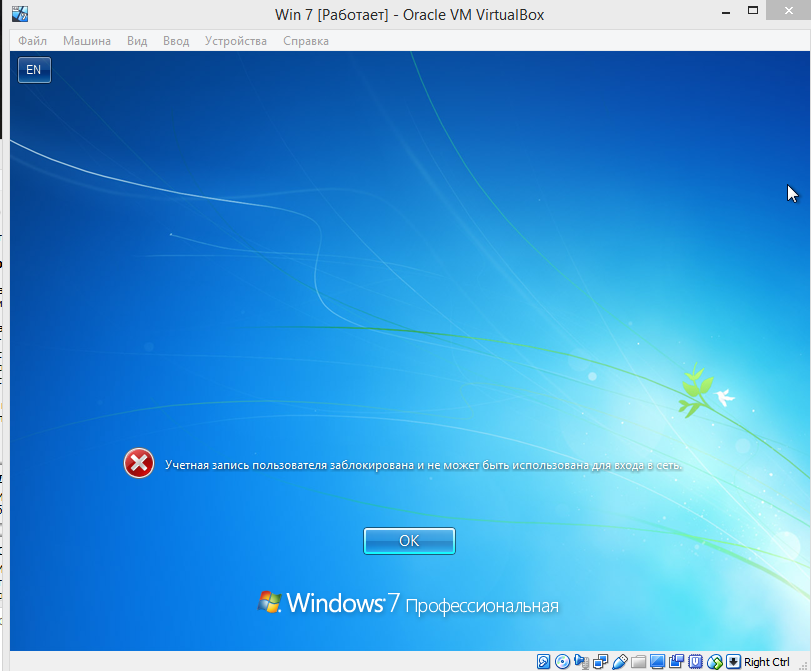 Win 7 [Работает] - Oracle VM VirtualBox
Файл Машина Вид Ввод Устройства Справка
EN
Учетная запись пользователя заблокирована и не может быть использована для входа в сеть.
OK
Windows 7 Профессиональная
Right Ctrl